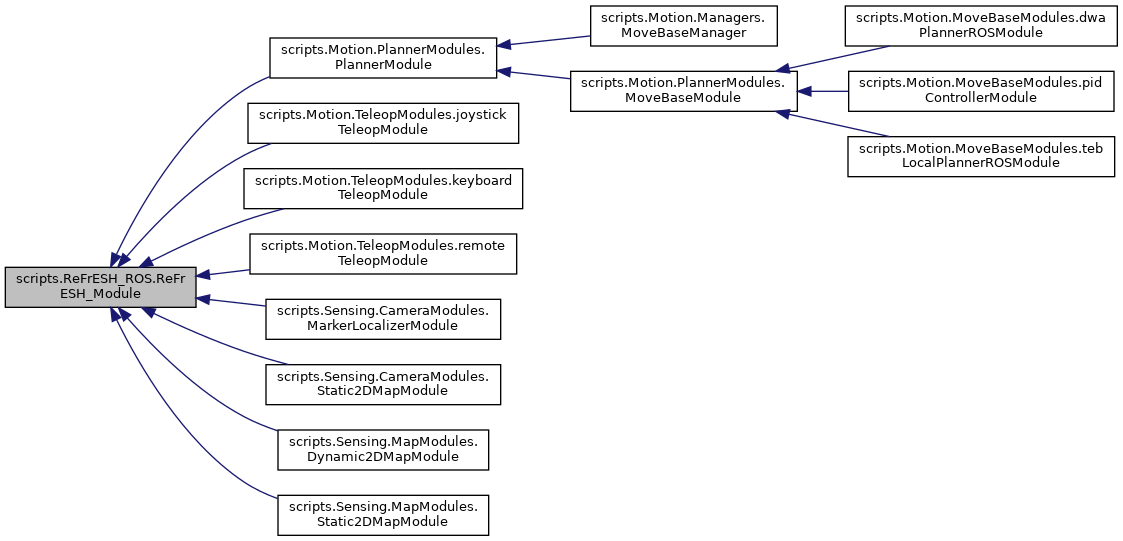 scripts.Motion.Managers.
MoveBaseManager
scripts.Motion.MoveBaseModules.dwa
PlannerROSModule
scripts.Motion.PlannerModules.
PlannerModule
scripts.Motion.PlannerModules.
MoveBaseModule
scripts.Motion.MoveBaseModules.pid
ControllerModule
scripts.Motion.TeleopModules.joystick
TeleopModule
scripts.Motion.MoveBaseModules.teb
LocalPlannerROSModule
scripts.Motion.TeleopModules.keyboard
TeleopModule
scripts.Motion.TeleopModules.remote
TeleopModule
scripts.ReFrESH_ROS.ReFr
ESH_Module
scripts.Sensing.CameraModules.
MarkerLocalizerModule
scripts.Sensing.CameraModules.
Static2DMapModule
scripts.Sensing.MapModules.
Dynamic2DMapModule
scripts.Sensing.MapModules.
Static2DMapModule